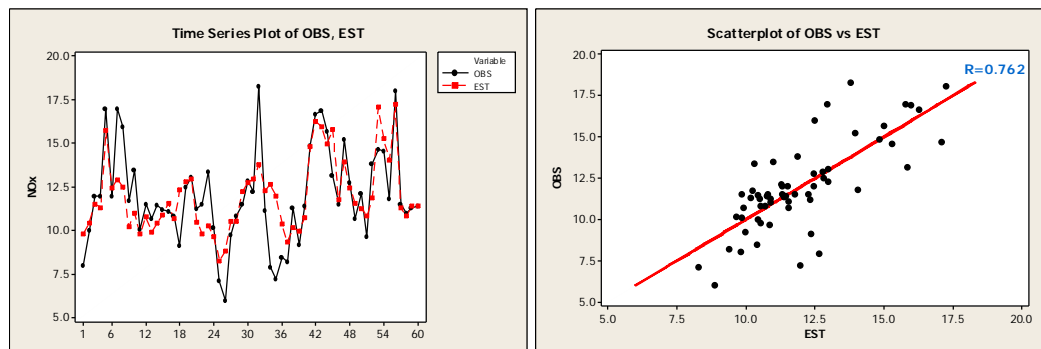 Time Series Plot of OBS, EST
20.0
17.5
15.0
12.5
10.0
7.5
5.0
NOx
1 6 12 18 24 30 36 42 48 54 60
Variable
OBS
EST
Scatterplot of OBS vs EST
R=0.762
20.0
17.5
15.0
12.5
10.0
7.5
5.0
OBS
5.0 7.5 10.0 12.5 15.0 17.5 20.0
EST